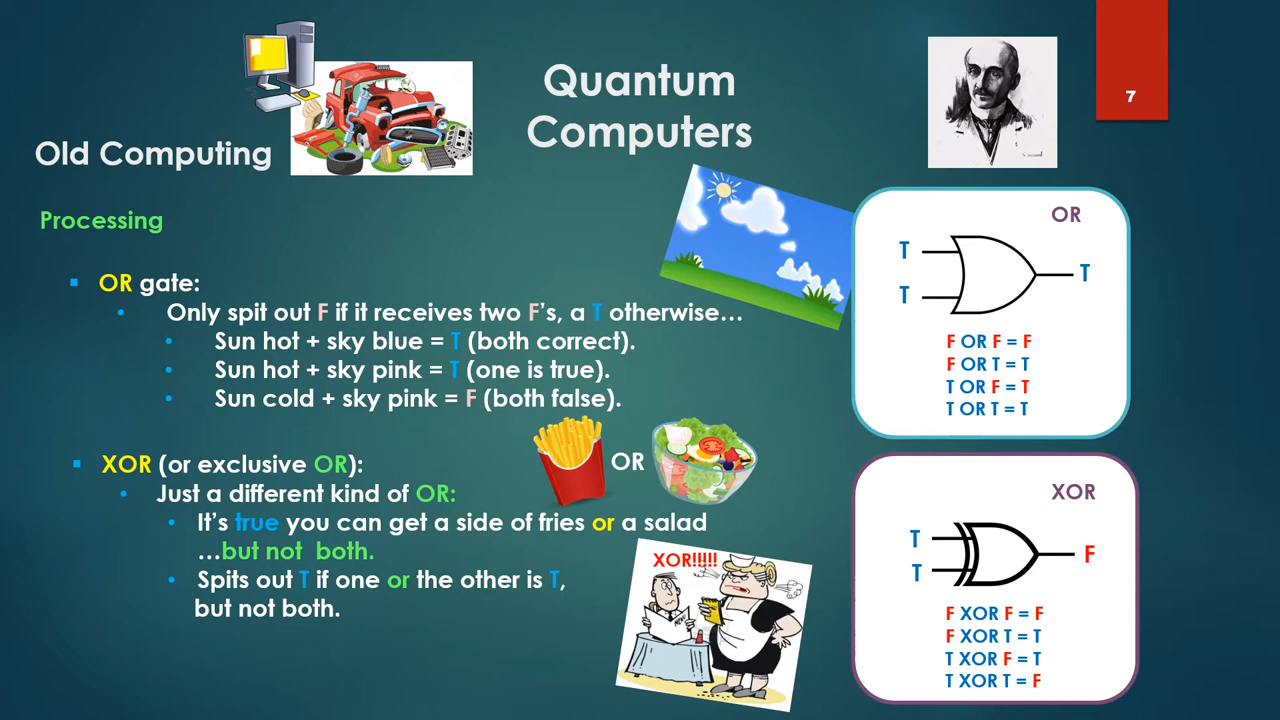 Quantum
Computers
7
Old Computing
Processing
OR gate:
Only spit out F if it receives two F's, a T otherwise…
Sun hot + sky blue = T (both correct).
Sun hot + sky pink = T (one is true).
Sun cold + sky pink = F (both false).
XOR (or exclusive OR):
Just a different kind of OR:
It's true you can get a side of fries or a salad
…but not both.
Spits out T if one or the other is T,
but not both.
OR
XOR!!!!!
NEWS
OR
T
T
T
F OR F = F
F OR T = T
T OR F = T
T OR T = T
XOR
T
T
F
F XOR F = F
F XOR T = T
T XOR F = T
T XOR T = F